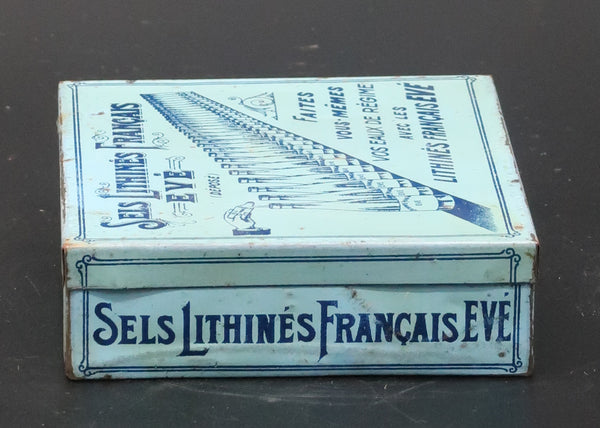 SELS LITHINÉS FRANÇAIS
EVÉ
(DÉPOSÉ)
FAITES
VOUS-MÊMES
VOS EAUX DE RÉGIME
AVEC LES
LITHINÉS FRANÇAIS EVÉ
SELS LITHINÉS FRANÇAIS EVÉ